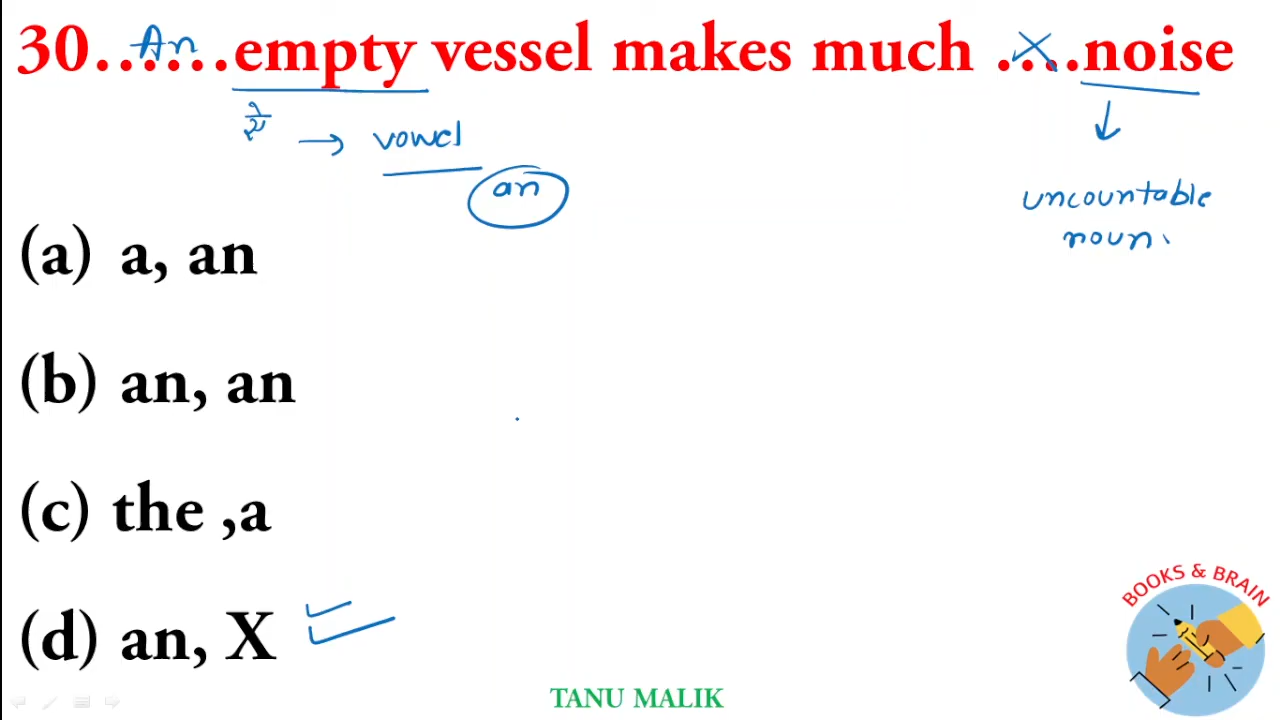 30...An...empty vessel makes much ..X..noise
ए → vowel
an
uncountable
noun
(a) a, an
(b) an, an
(c) the ,a
(d) an, X
BOOKS & BRAIN
TANU MALIK